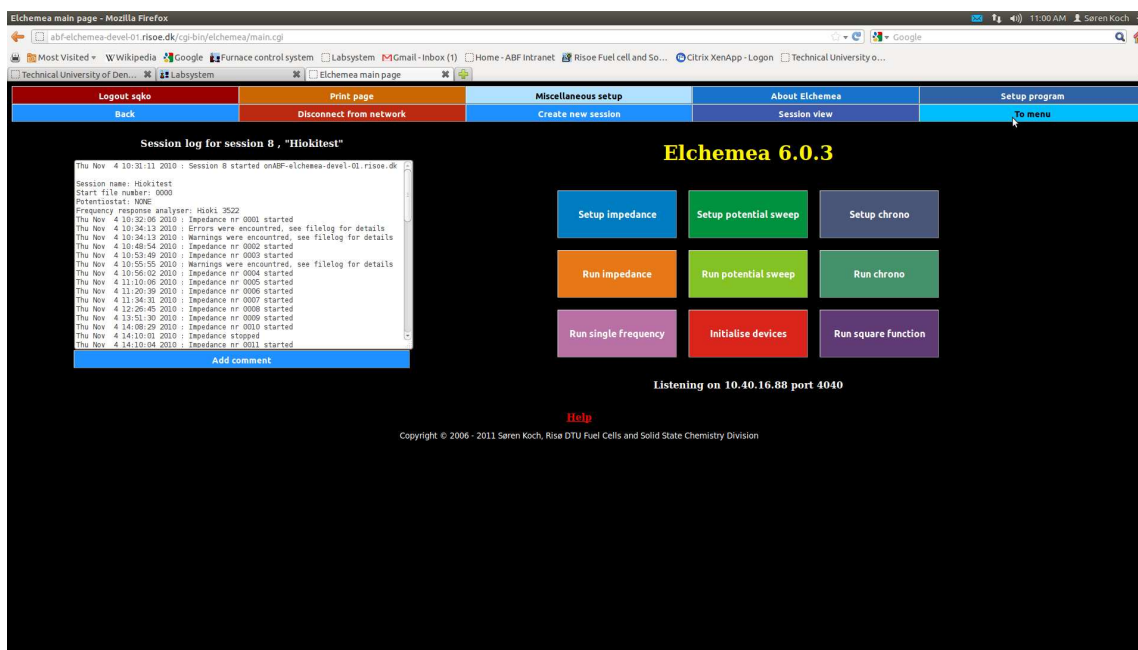 Elchemea main page - Mozilla Firefox
11:00 AM Søren Koch
abf-elchemea-devel-01.risoe.dk/cgi-bin/elchemea/main.cgi
Google
Most Visited Wikipedia Google Furnace control system Labsystem Gmail - Inbox (1) Home - ABF Intranet Risoe Fuel cell and So... Citrix XenApp - Logon Technical University o...
Technical University of Den... Labsystem Elchemea main page
Logout sqko Print page Miscellaneous setup About Elchemea Setup program
Back Disconnect from network Create new session Session view To menu
Session log for session 8 , "Hiokitest"
Thu Nov 4 10:31:11 2010 : Session 8 started onABF-elchemea-devel-01.risoe.dk
Session name: Hiokitest
Start file number: 0000
Potentiostat: NONE
Frequency response analyser: Hioki 3522
Thu Nov 4 10:32:06 2010 : Impedance nr 0001 started
Thu Nov 4 10:34:13 2010 : Errors were encountred, see filelog for details
Thu Nov 4 10:34:13 2010 : Warnings were encountred, see filelog for details
Thu Nov 4 10:48:54 2010 : Impedance nr 0002 started
Thu Nov 4 10:53:49 2010 : Impedance nr 0003 started
Thu Nov 4 10:55:55 2010 : Warnings were encountred, see filelog for details
Thu Nov 4 10:56:02 2010 : Impedance nr 0004 started
Thu Nov 4 11:10:06 2010 : Impedance nr 0005 started
Thu Nov 4 11:20:39 2010 : Impedance nr 0006 started
Thu Nov 4 11:34:31 2010 : Impedance nr 0007 started
Thu Nov 4 12:26:45 2010 : Impedance nr 0008 started
Thu Nov 4 13:51:30 2010 : Impedance nr 0009 started
Thu Nov 4 14:08:29 2010 : Impedance nr 0010 started
Thu Nov 4 14:10:01 2010 : Impedance stopped
Thu Nov 4 14:10:04 2010 : Impedance nr 0011 started
Add comment
Elchemea 6.0.3
Setup impedance Setup potential sweep Setup chrono
Run impedance Run potential sweep Run chrono
Run single frequency Initialise devices Run square function
Listening on 10.40.16.88 port 4040
Help
Copyright © 2006 - 2011 Søren Koch, Risø DTU Fuel Cells and Solid State Chemistry Division